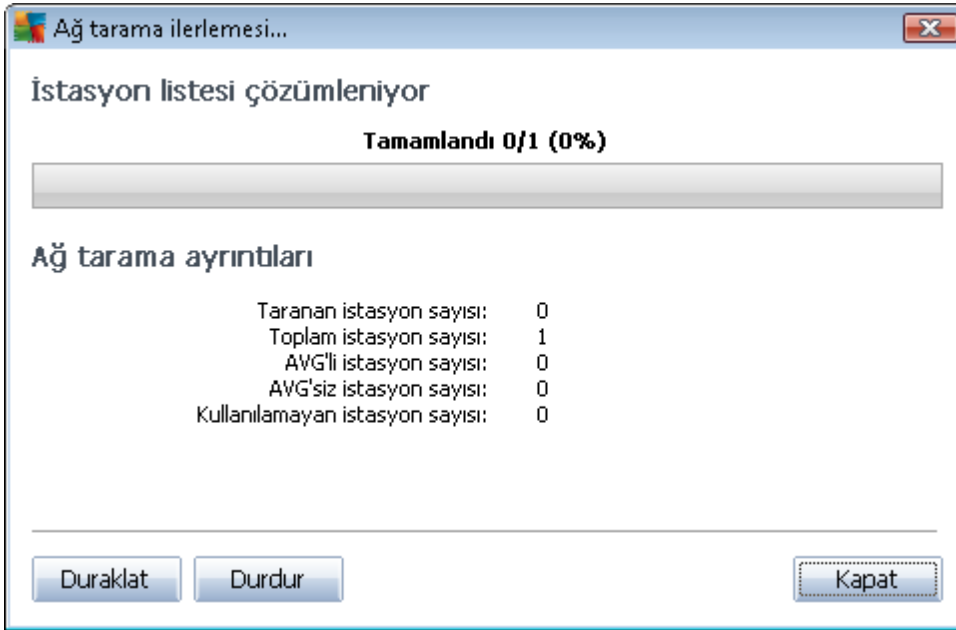 Ağ tarama ilerlemesi...
İstasyon listesi çözümleniyor
Tamamlandı 0/1 (0%)
Ağ tarama ayrıntıları
Taranan istasyon sayısı: 0
Toplam istasyon sayısı: 1
AVG'li istasyon sayısı: 0
AVG'siz istasyon sayısı: 0
Kullanılamayan istasyon sayısı: 0
Duraklat Durdur Kapat